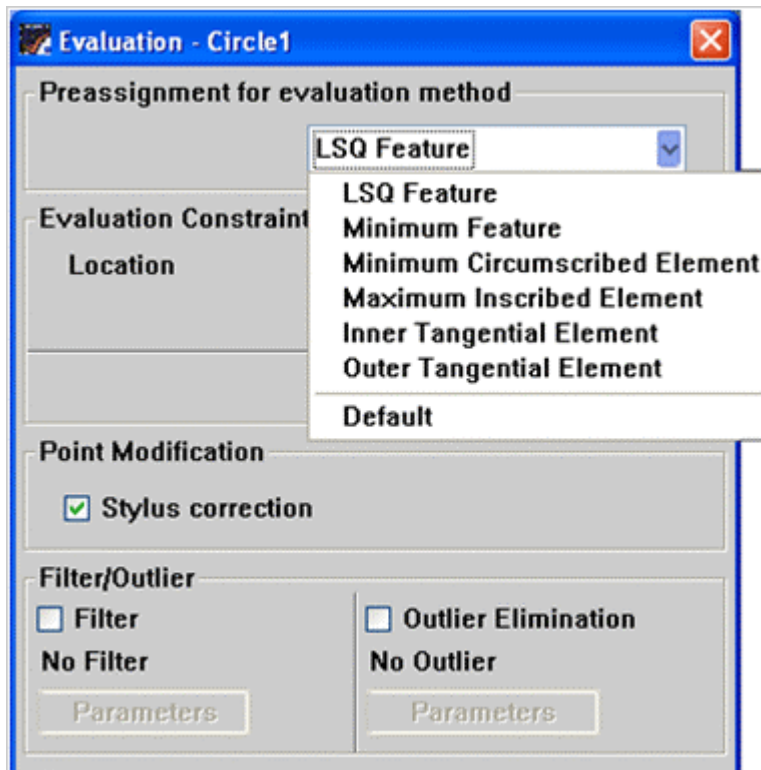 Evaluation - Circle1
Preassignment for evaluation method
LSQ Feature
LSQ Feature
Minimum Feature
Minimum Circumscribed Element
Maximum Inscribed Element
Inner Tangential Element
Outer Tangential Element
Default
Evaluation Constraint
Location
Point Modification
Stylus correction
Filter/Outlier
Filter
No Filter
Parameters
Outlier Elimination
No Outlier
Parameters